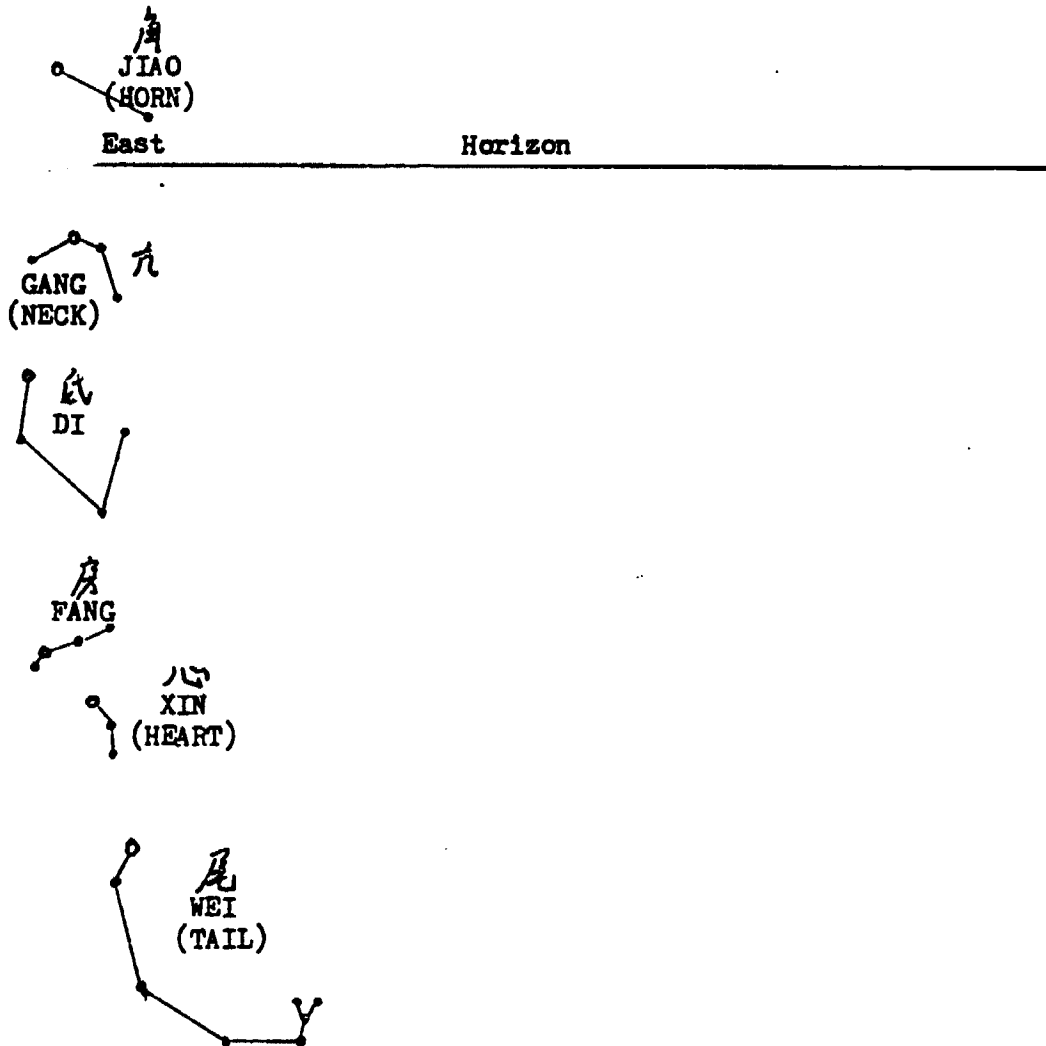 角
JIAO
(HORN)
East Horizon
亢
GANG
(NECK)
氐
DI
房
FANG
心
XIN
(HEART)
尾
WEI
(TAIL)